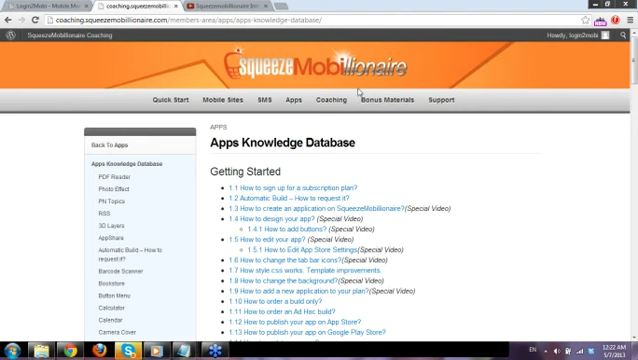 Login2Mobi - Mobile M
coaching.squeezemobillionaire
SqueezeMobillionaire Intr
coaching.squeezemobillionaire.com/members-area/apps/apps-knowledge-database/
SqueezeMobillionaire Coaching
Howdy, login2mobi
squeezeMobillionaire
Quick Start
Mobile Sites
SMS
Apps
Coaching
Bonus Materials
Support
Back To Apps
Apps Knowledge Database
PDF Reader
Photo Effect
PN Topics
RSS
3D Layers
AppShare
Automatic Build – How to
request it?
Barcode Scanner
Bookstore
Button Menu
Calculator
Calendar
Camera Cover
APPS
Apps Knowledge Database
Getting Started
1.1 How to sign up for a subscription plan?
1.2 Automatic Build – How to request it?
1.3 How to create an application on SqueezeMobillionaire?(Special Video)
1.4 How to design your app? (Special Video)
1.4.1 How to add buttons? (Special Video)
1.5 How to edit your app? (Special Video)
1.5.1 How to Edit App Store Settings(Special Video)
1.6 How to change the tab bar icons?(Special Video)
1.7 How style.css works. Template improvements.
1.8 How to change the background?(Special Video)
1.9 How to add a new application to your plan?(Special Video)
1.10 How to order a build only?
1.11 How to order an Ad Hoc build?
1.12 How to publish your app on App Store?
1.13 How to publish your app on Google Play Store?
EN
12:22 AM
5/7/2013